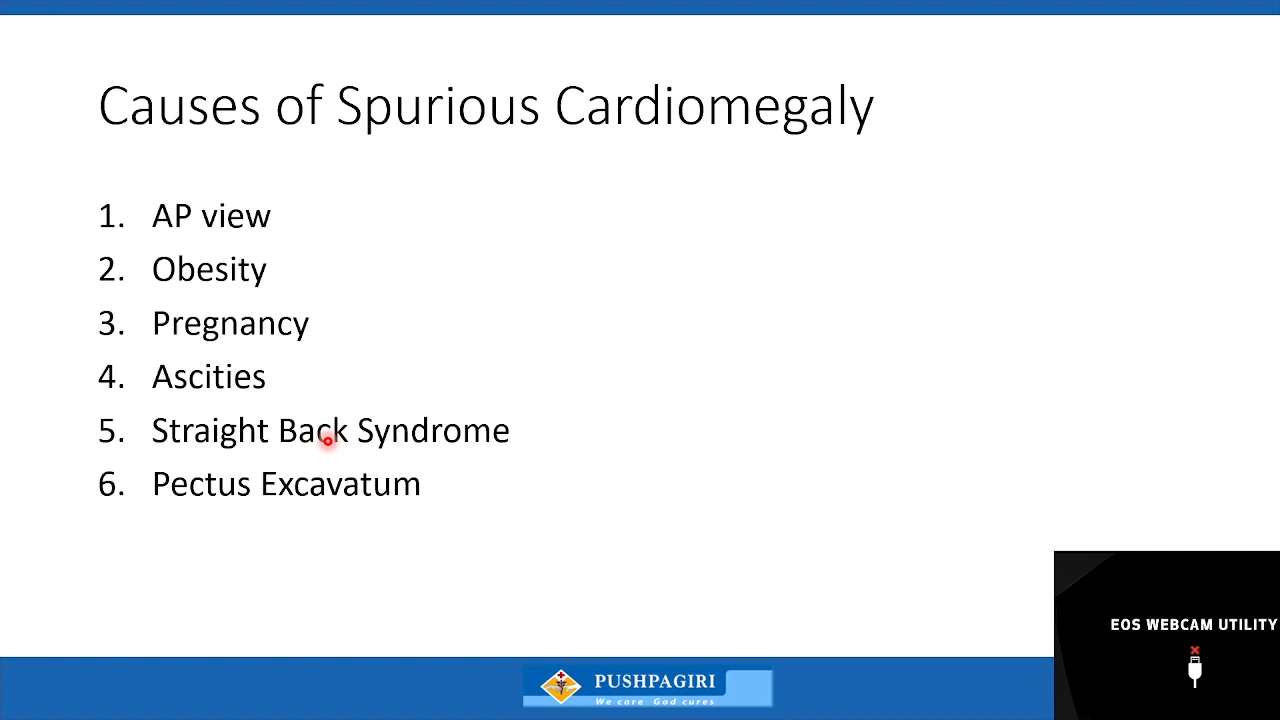 Causes of Spurious Cardiomegaly
1. AP view
2. Obesity
3. Pregnancy
4. Ascities
5. Straight Back Syndrome
6. Pectus Excavatum
EOS WEBCAM UTILITY
PUSHPAGIRI
We care God cures